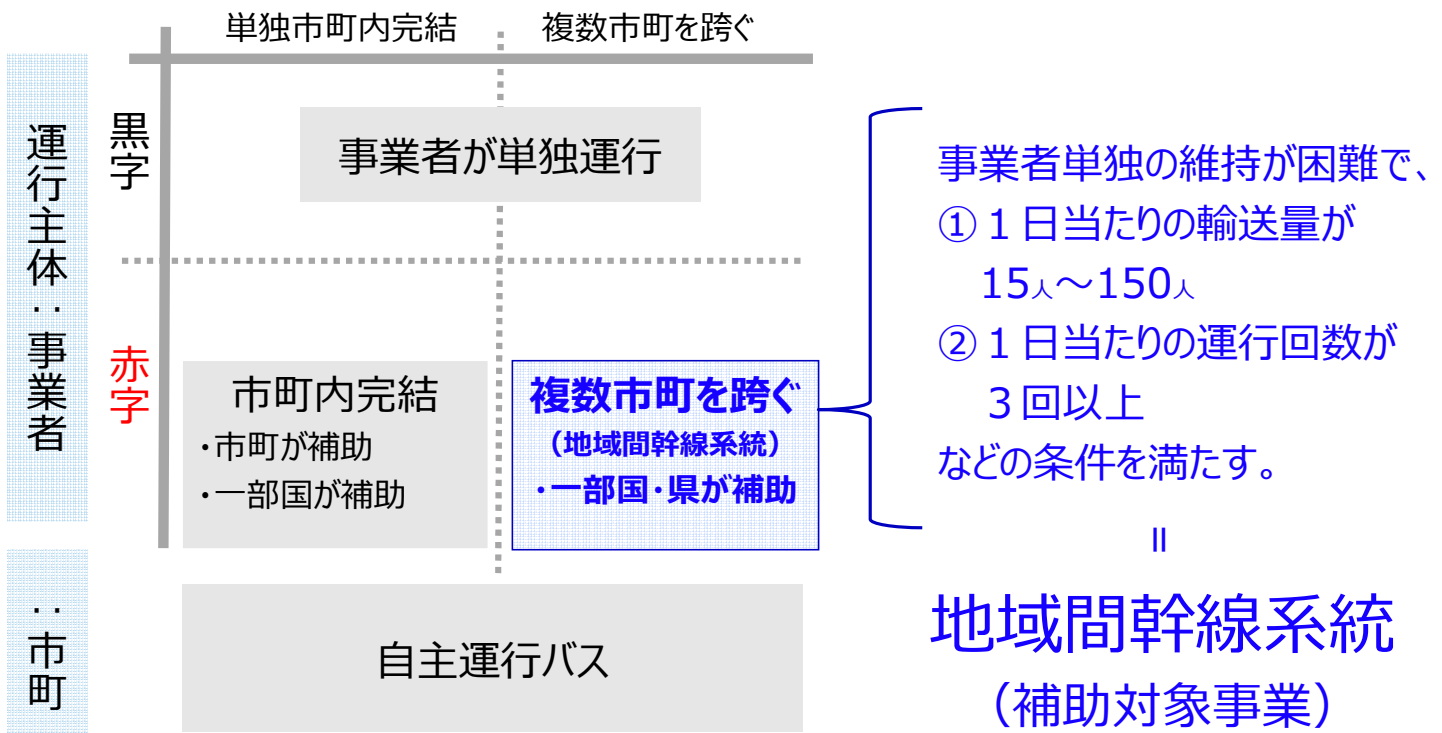 単独市町内完結
複数市町を跨ぐ
運行主体：事業者
黒字
事業者が単独運行
赤字
市町内完結
・市町が補助
・一部国が補助
複数市町を跨ぐ
（地域間幹線系統）
・一部国・県が補助
：市町
自主運行バス
事業者単独の維持が困難で、
①１日当たりの輸送量が
15人～150人
②１日当たりの運行回数が
３回以上
などの条件を満たす。
＝
地域間幹線系統
（補助対象事業）